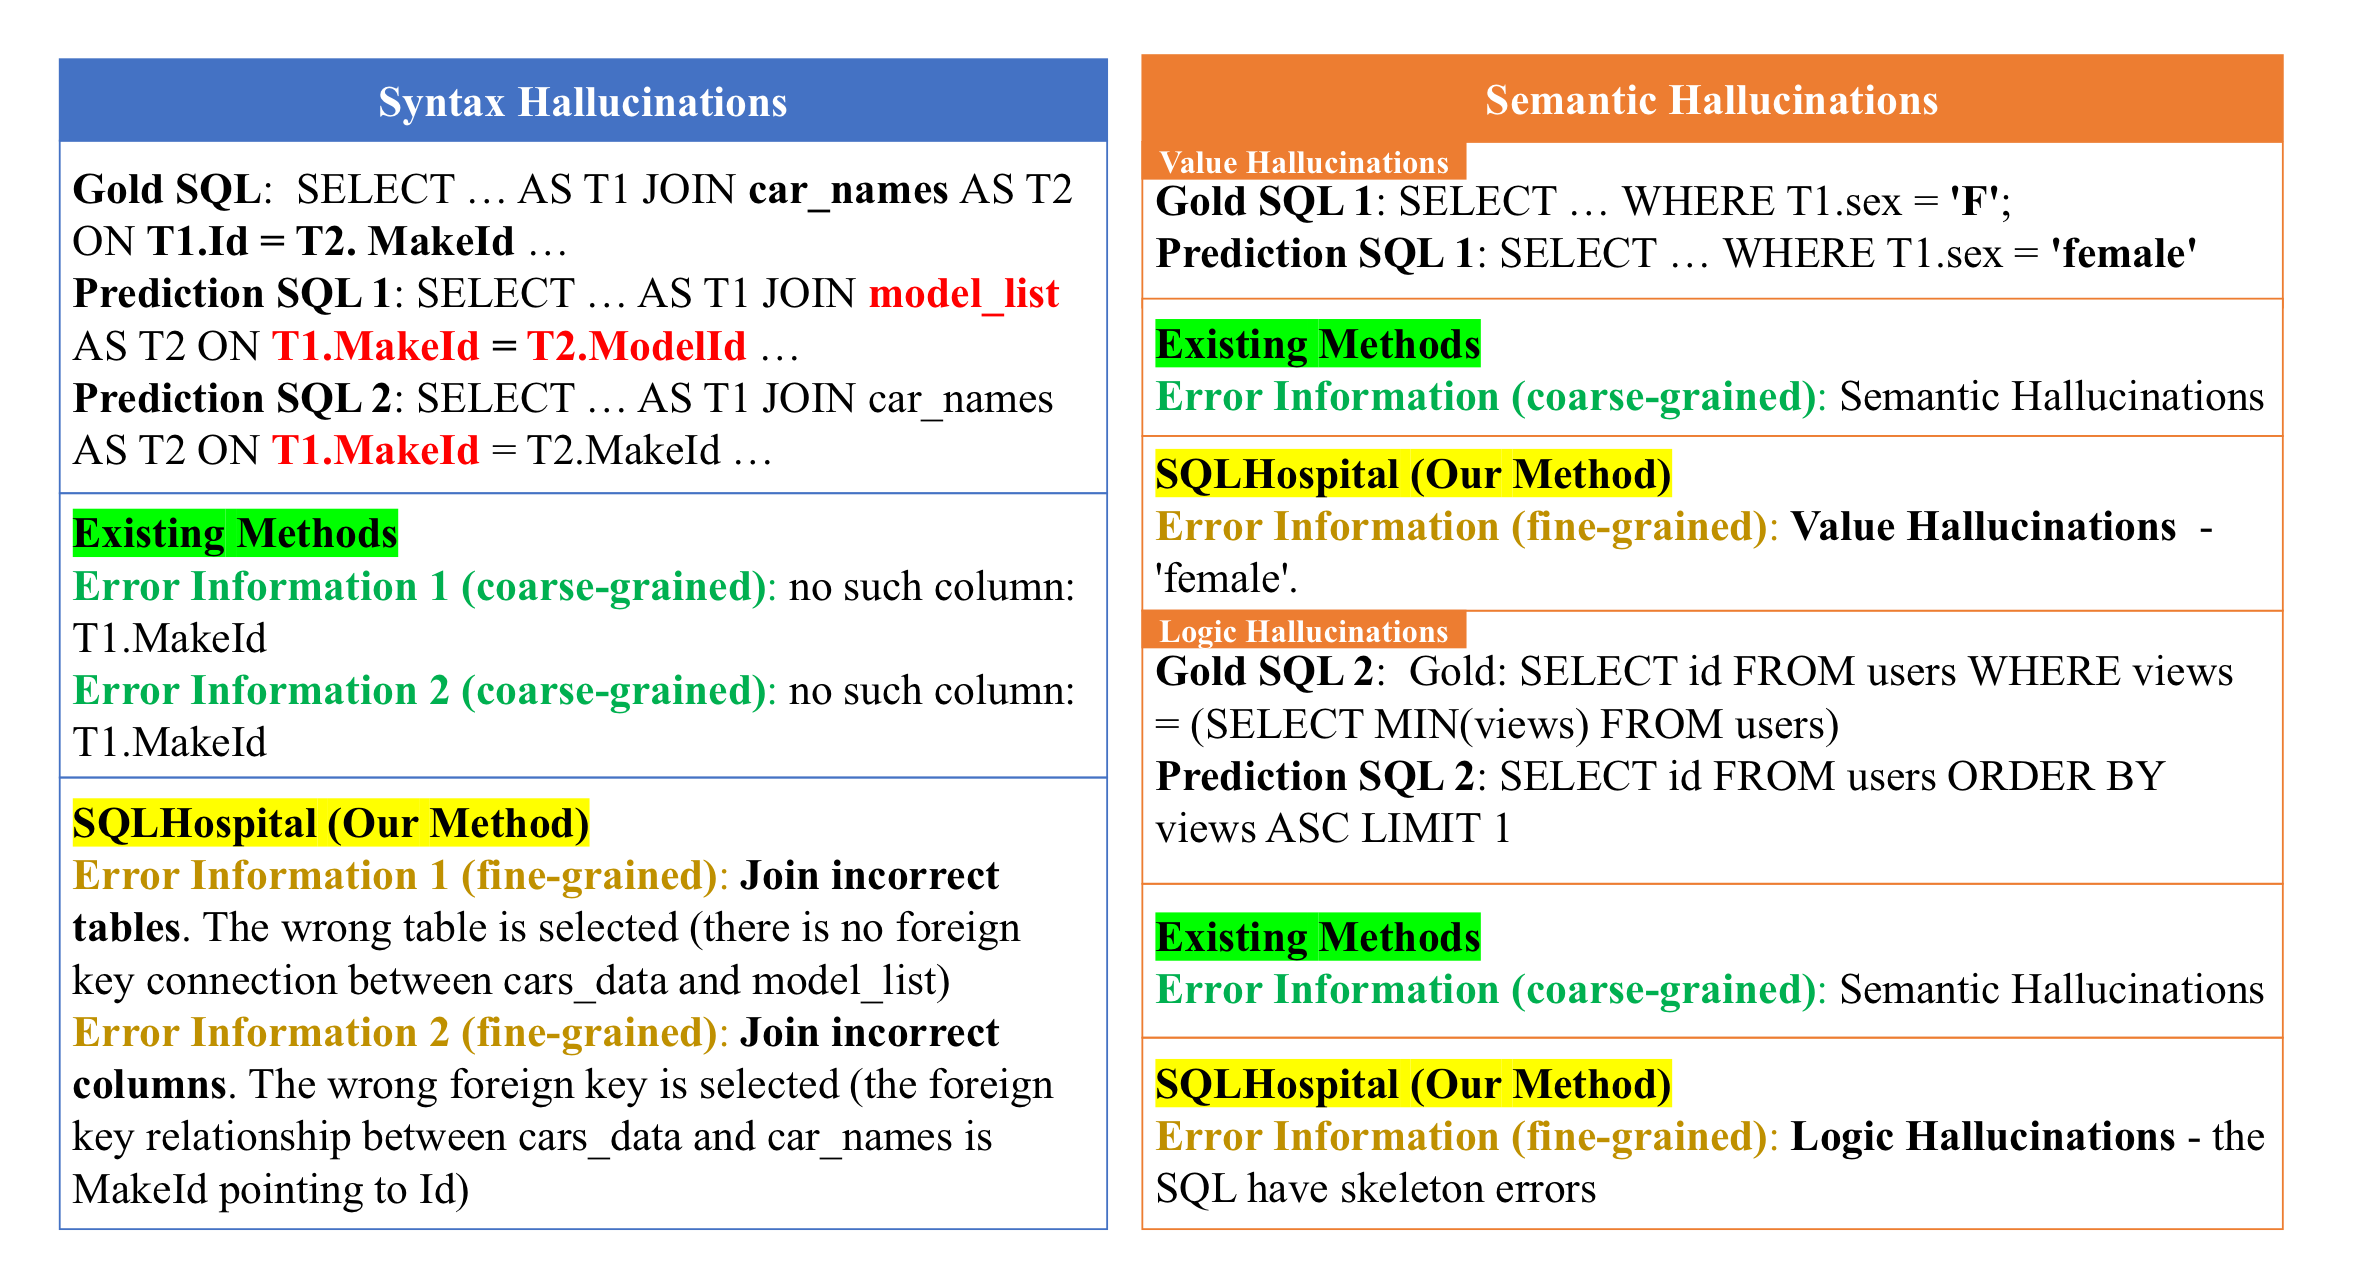 Syntax Hallucinations
Gold SQL:  SELECT … AS T1 JOIN car_names AS T2
ON T1.Id = T2. MakeId …
Prediction SQL 1: SELECT … AS T1 JOIN model_list
AS T2 ON T1.MakeId = T2.ModelId …
Prediction SQL 2: SELECT … AS T1 JOIN car_names
AS T2 ON T1.MakeId = T2.MakeId …
Existing Methods
Error Information 1 (coarse-grained): no such column:
T1.MakeId
Error Information 2 (coarse-grained): no such column:
T1.MakeId
SQLHospital (Our Method)
Error Information 1 (fine-grained): Join incorrect
tables. The wrong table is selected (there is no foreign
key connection between cars_data and model_list)
Error Information 2 (fine-grained): Join incorrect
columns. The wrong foreign key is selected (the foreign
key relationship between cars_data and car_names is
MakeId pointing to Id)
Semantic Hallucinations
Value Hallucinations
Gold SQL 1: SELECT … WHERE T1.sex = 'F';
Prediction SQL 1: SELECT … WHERE T1.sex = 'female'
Existing Methods
Error Information (coarse-grained): Semantic Hallucinations
SQLHospital (Our Method)
Error Information (fine-grained): Value Hallucinations  -
'female'.
Logic Hallucinations
Gold SQL 2:  Gold: SELECT id FROM users WHERE views
= (SELECT MIN(views) FROM users)
Prediction SQL 2: SELECT id FROM users ORDER BY
views ASC LIMIT 1
Existing Methods
Error Information (coarse-grained): Semantic Hallucinations
SQLHospital (Our Method)
Error Information (fine-grained): Logic Hallucinations - the
SQL have skeleton errors